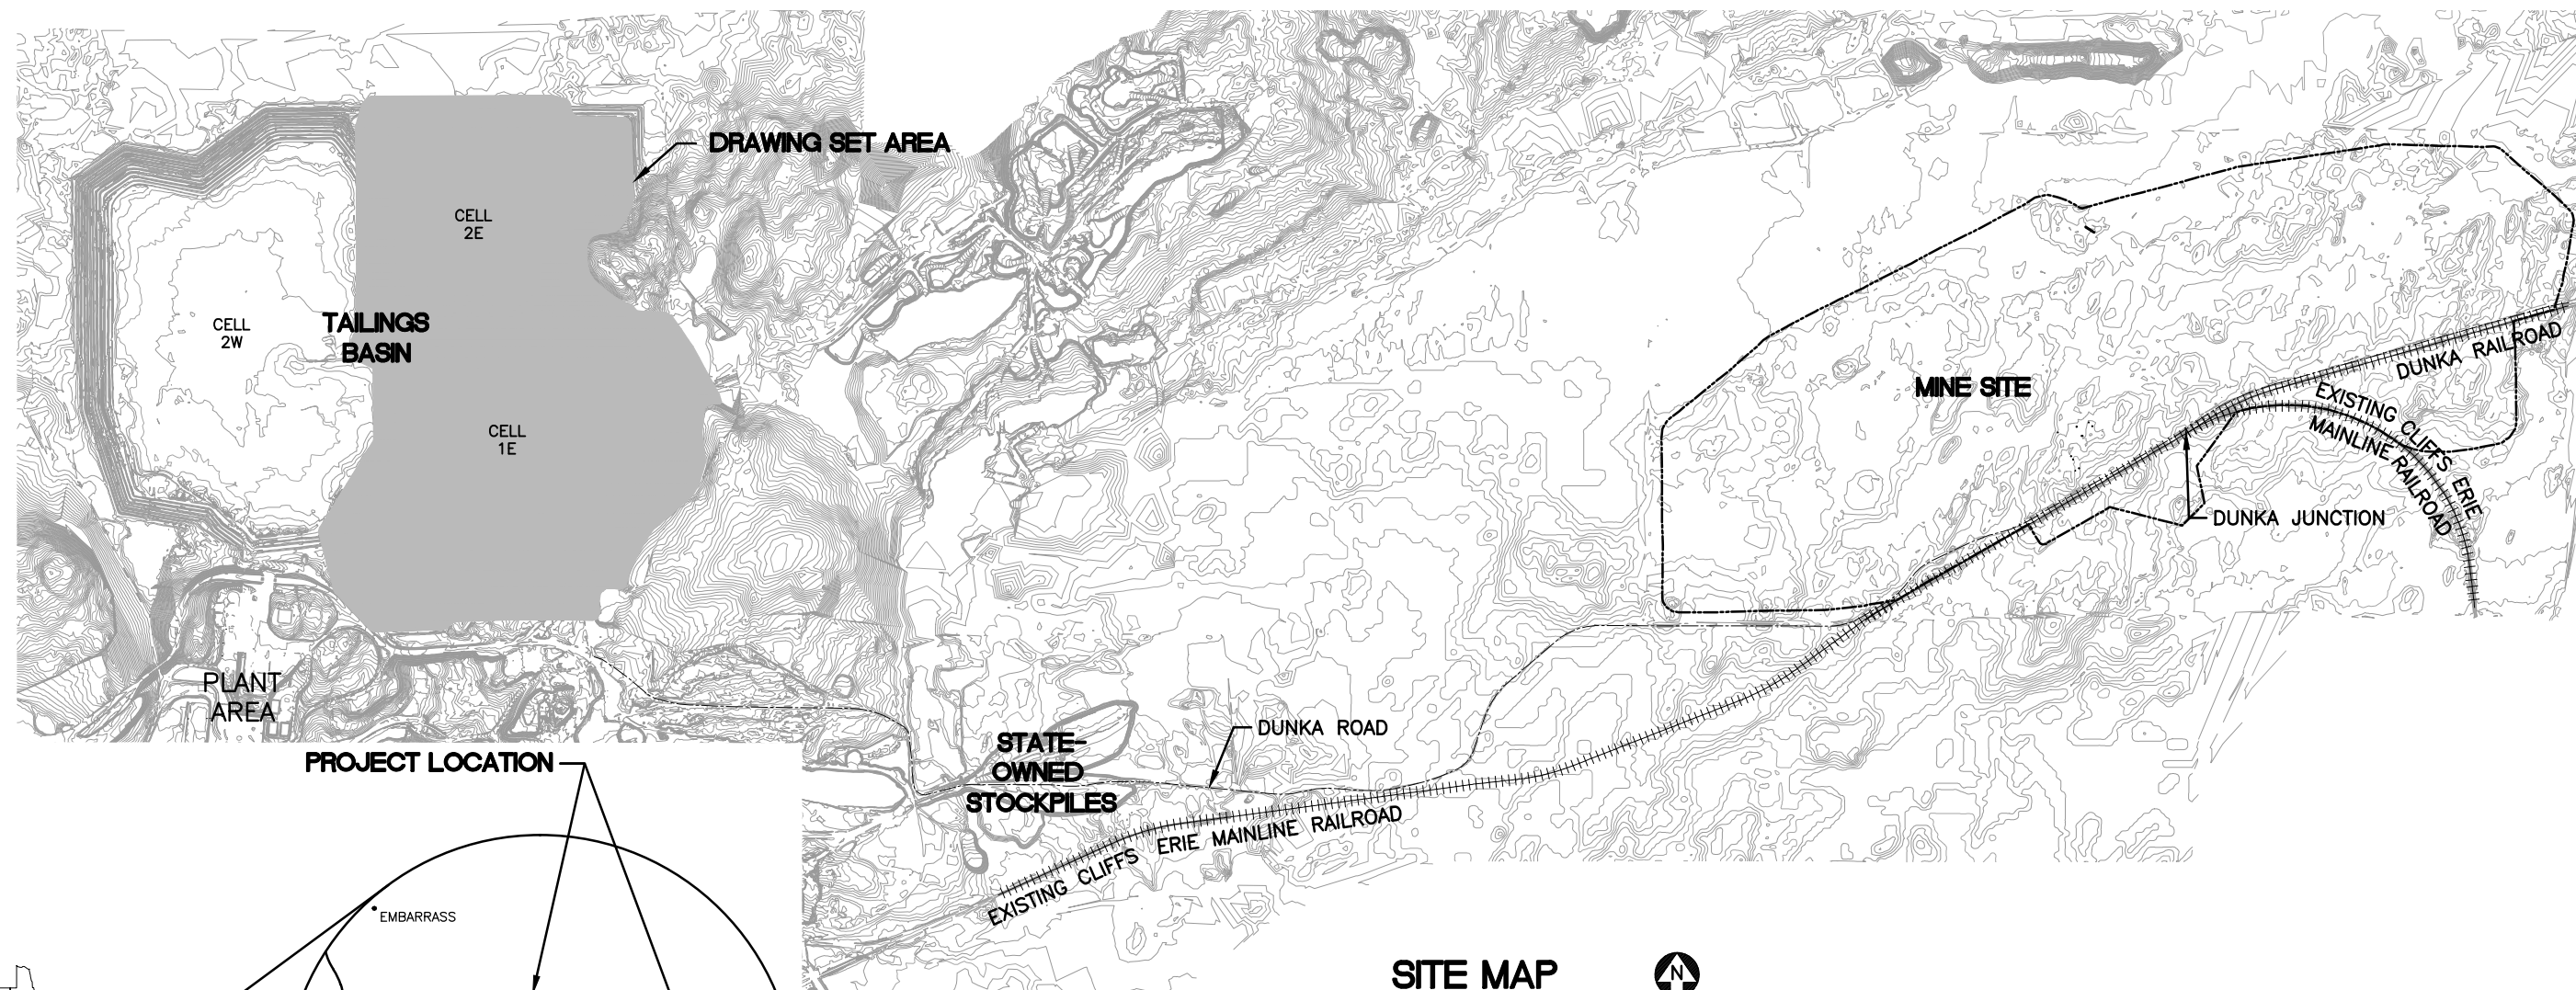 DRAWING SET AREA
CELL
2E
CELL
2W
TAILINGS
BASIN
CELL
1E
MINE SITE
DUNKA RAILROAD
EXISTING CLIFFS ERIE
MAINLINE RAILROAD
DUNKA JUNCTION
PLANT
AREA
PROJECT LOCATION
STATE-
OWNED
STOCKPILES
DUNKA ROAD
EXISTING CLIFFS ERIE MAINLINE RAILROAD
EMBARRASS
SITE MAP
N